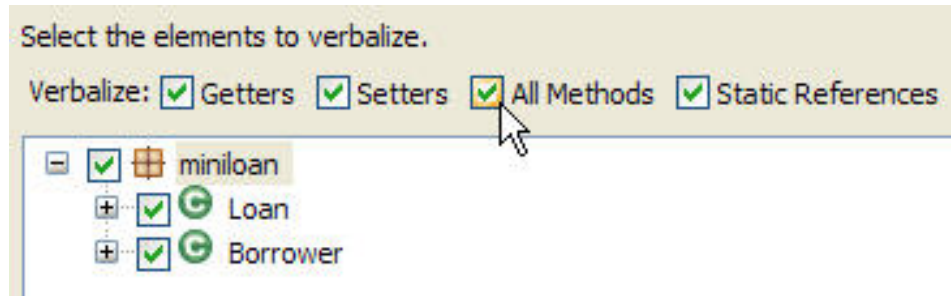 Select the elements to verbalize.
Verbalize: Getters Setters All Methods Static References
miniloan
C Loan
C Borrower